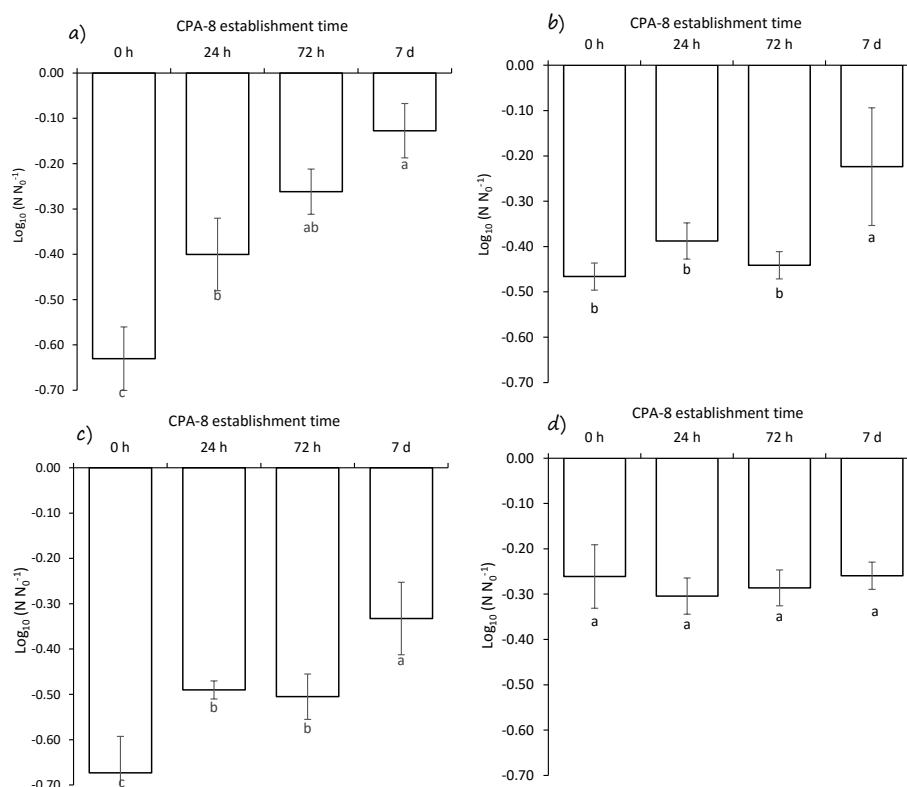 a)
CPA-8 establishment time
0 h 24 h 72 h 7 d
0.00
-0.10
-0.20
-0.30
-0.40
-0.50
-0.60
-0.70
Log₁₀ (N N₀⁻¹)
c b ab a
b)
CPA-8 establishment time
0 h 24 h 72 h 7 d
0.00
-0.10
-0.20
-0.30
-0.40
-0.50
-0.60
-0.70
Log₁₀ (N N₀⁻¹)
b b b a
c)
CPA-8 establishment time
0 h 24 h 72 h 7 d
0.00
-0.10
-0.20
-0.30
-0.40
-0.50
-0.60
-0.70
Log₁₀ (N N₀⁻¹)
c b b a
d)
CPA-8 establishment time
0 h 24 h 72 h 7 d
0.00
-0.10
-0.20
-0.30
-0.40
-0.50
-0.60
-0.70
Log₁₀ (N N₀⁻¹)
a a a a